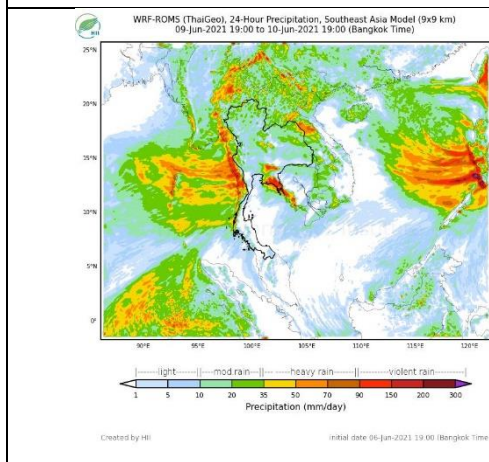 HII
WRF-ROMS (ThaiGeo), 24-Hour Precipitation, Southeast Asia Model (9x9 km)
09-Jun-2021 19:00 to 10-Jun-2021 19:00 (Bangkok Time)
25°N
20°N
15°N
10°N
5°N
0°
90°E 95°E 100°E 105°E 110°E 115°E 120°E
|-------light-------||----mod.rain----||------- heavy rain-------||----------violent rain---------|
1 5 10 20 35 50 70 90 150 200 300
Precipitation (mm/day)
Created by HII
Initial date 06-Jun-2021 19:00 (Bangkok Time